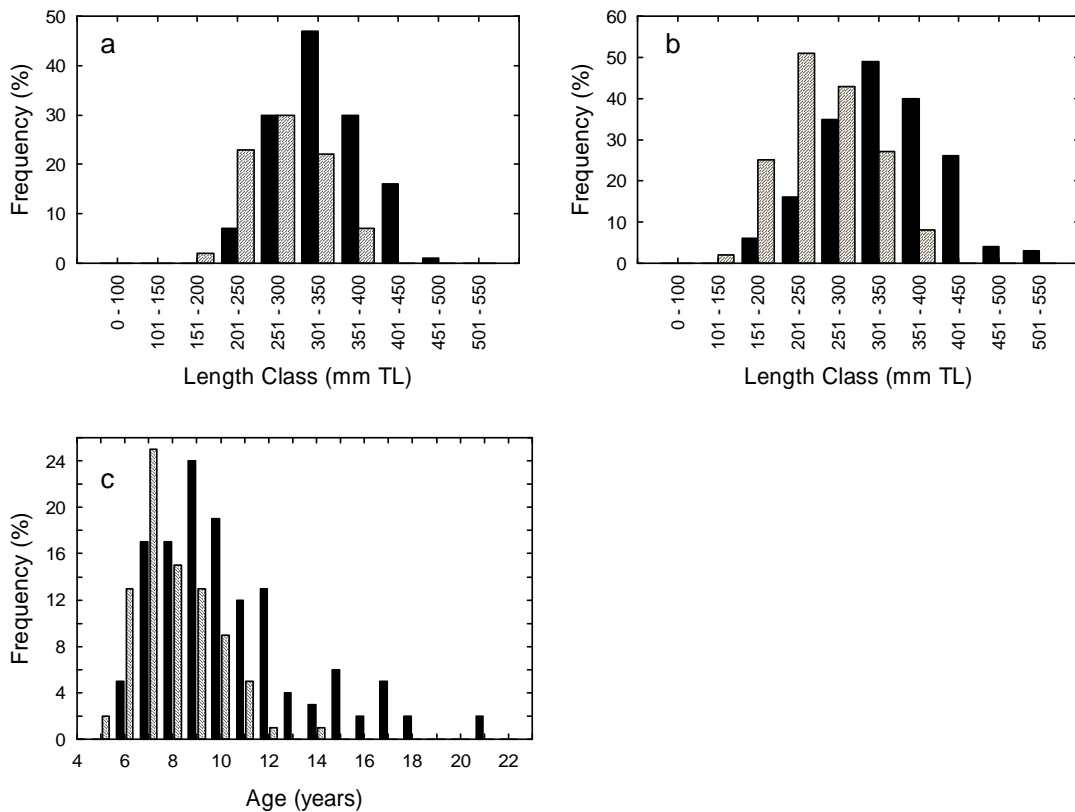 a
Frequency (%)
50
40
30
20
10
0
0 - 100
101 - 150
151 - 200
201 - 250
251 - 300
301 - 350
351 - 400
401 - 450
451 - 500
501 - 550
Length Class (mm TL)
b
Frequency (%)
60
50
40
30
20
10
0
0 - 100
101 - 150
151 - 200
201 - 250
251 - 300
301 - 350
351 - 400
401 - 450
451 - 500
501 - 550
Length Class (mm TL)
c
Frequency (%)
24
20
16
12
8
4
0
4 6 8 10 12 14 16 18 20 22
Age (years)